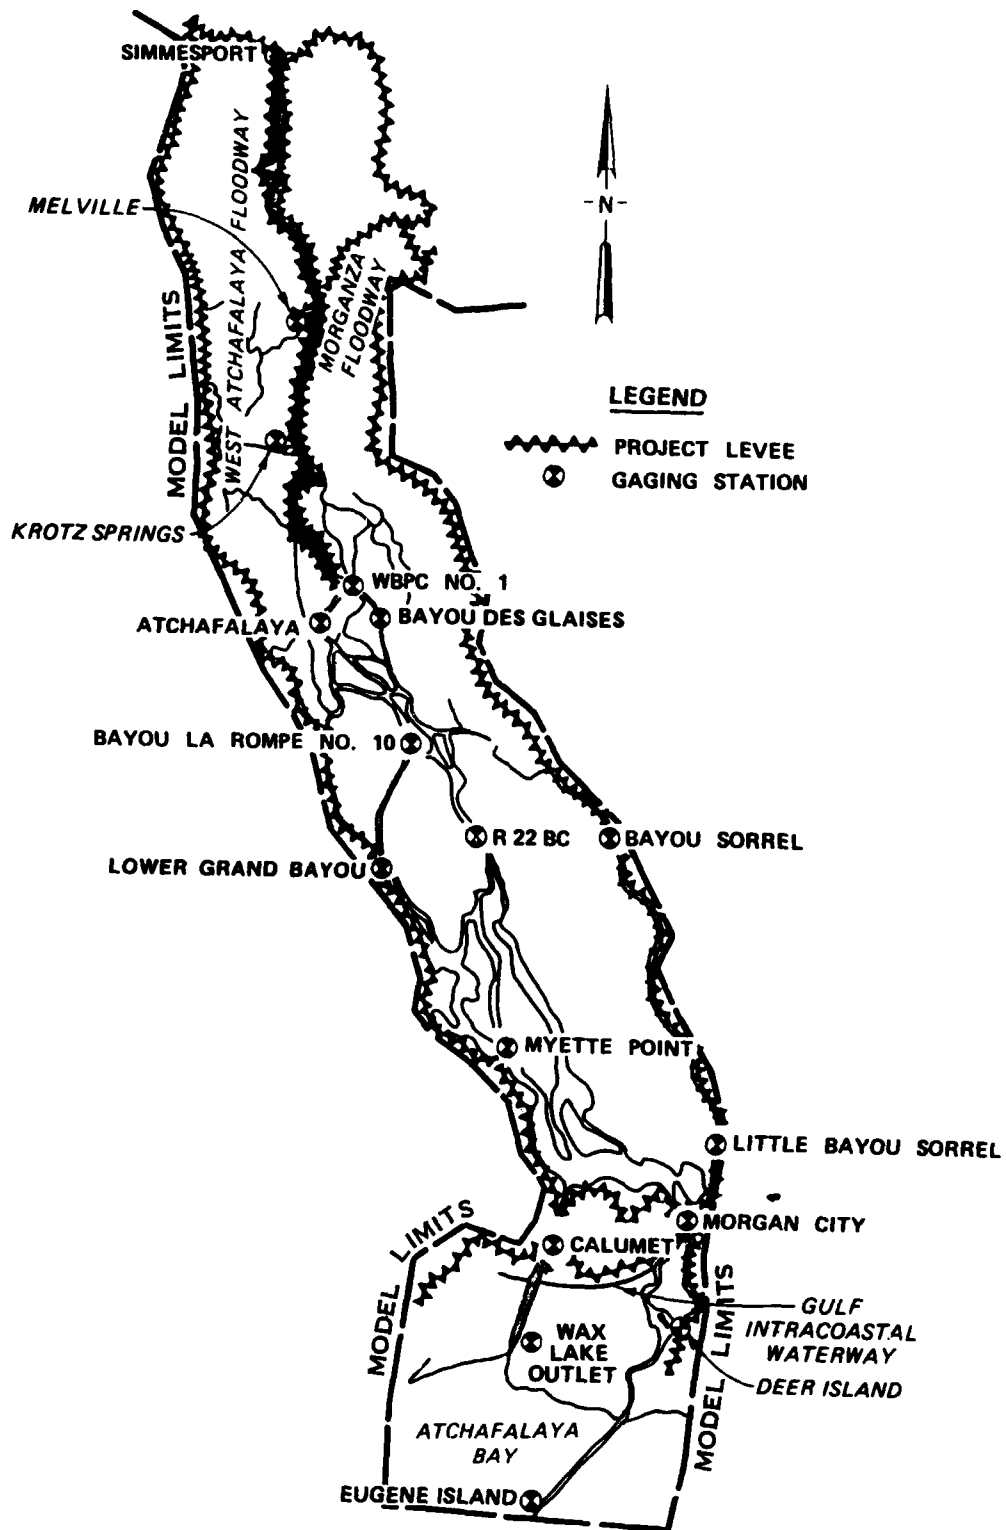 SIMMESPORT
MELVILLE
WEST ATCHAFALAYA FLOODWAY
MORGANZA
FLOODWAY
MODEL LIMITS
N
LEGEND
PROJECT LEVEE
GAGING STATION
KROTZ SPRINGS
WBPC NO. 1
BAYOU DES GLAISES
ATCHAFALAYA
BAYOU LA ROMPE NO. 10
R 22 BC
BAYOU SORREL
LOWER GRAND BAYOU
MYETTE POINT
LITTLE BAYOU SORREL
MORGAN CITY
CALUMET
MODEL LIMITS
GULF
INTRACOASTAL
WATERWAY
WAX
LAKE
OUTLET
DEER ISLAND
MODEL LIMITS
ATCHAFALAYA
BAY
EUGENE ISLAND